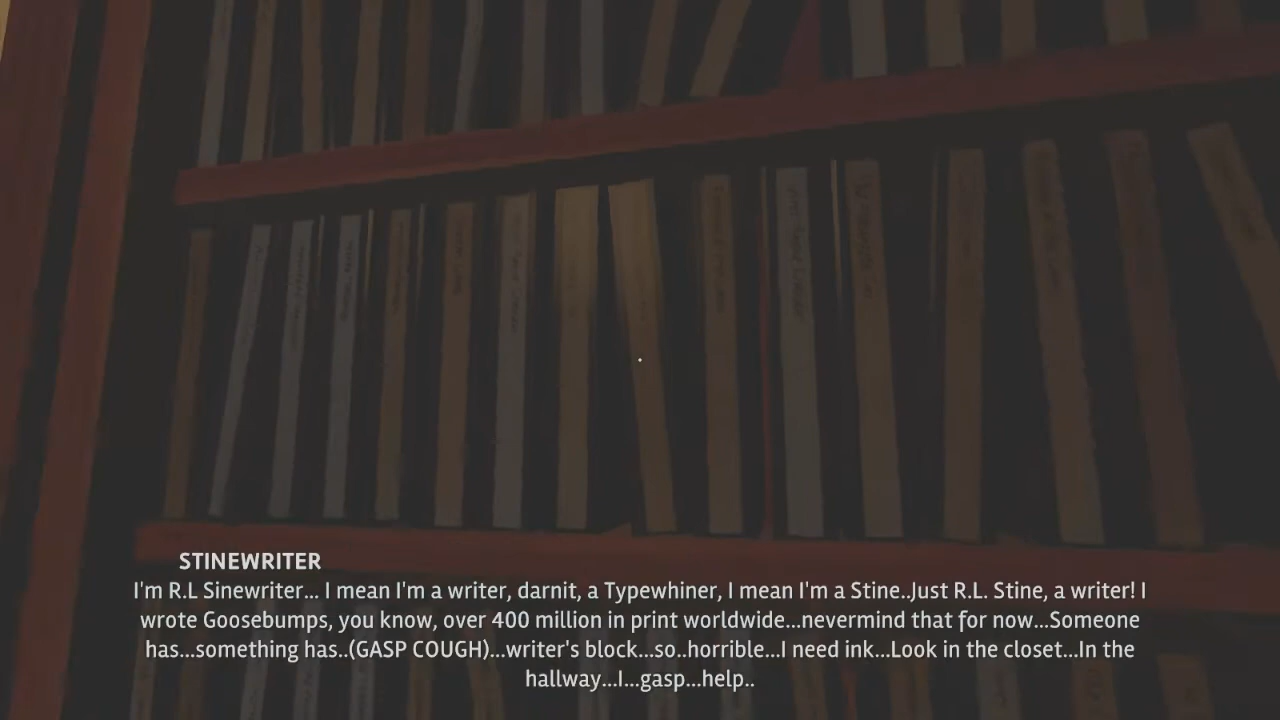 STINEWRITER
I'm R.L Sinewriter... I mean I'm a writer, darnit, a Typewhiner, I mean I'm a Stine..Just R.L. Stine, a writer! I
wrote Goosebumps, you know, over 400 million in print worldwide...nevermind that for now...Someone
has...something has..(GASP COUGH)...writer's block...so..horrible...I need ink...Look in the closet...In the
hallway...I...gasp...help..